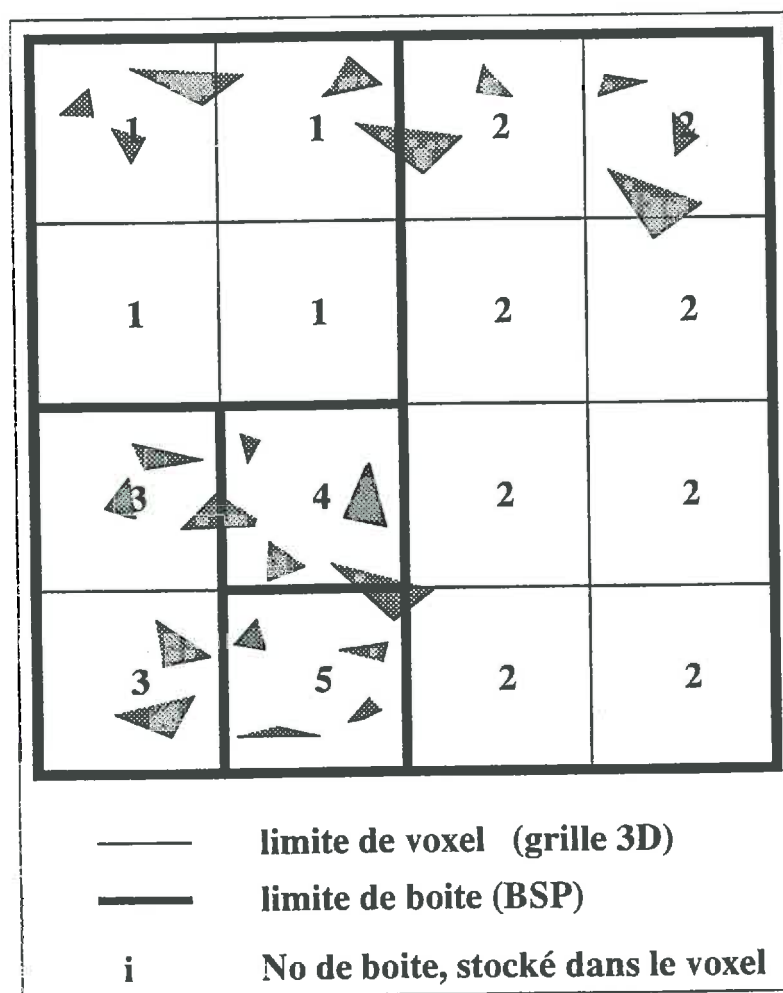 1 1 2 2
1 1 2 2
3 4 2 2
3 5 2 2
limite de voxel (grille 3D)
limite de boite (BSP)
i No de boite, stocké dans le voxel